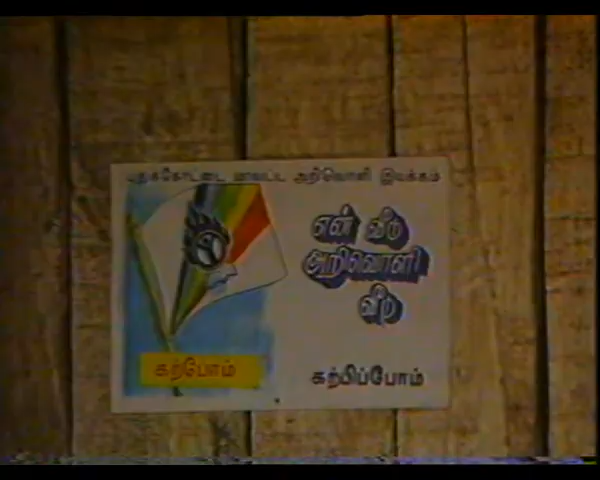 புதுக்கோட்டை மாவட்ட அறிவொளி இயக்கம்
என் வீடு
அறிவொளி
வீடு
கற்போம்
கற்பிப்போம்